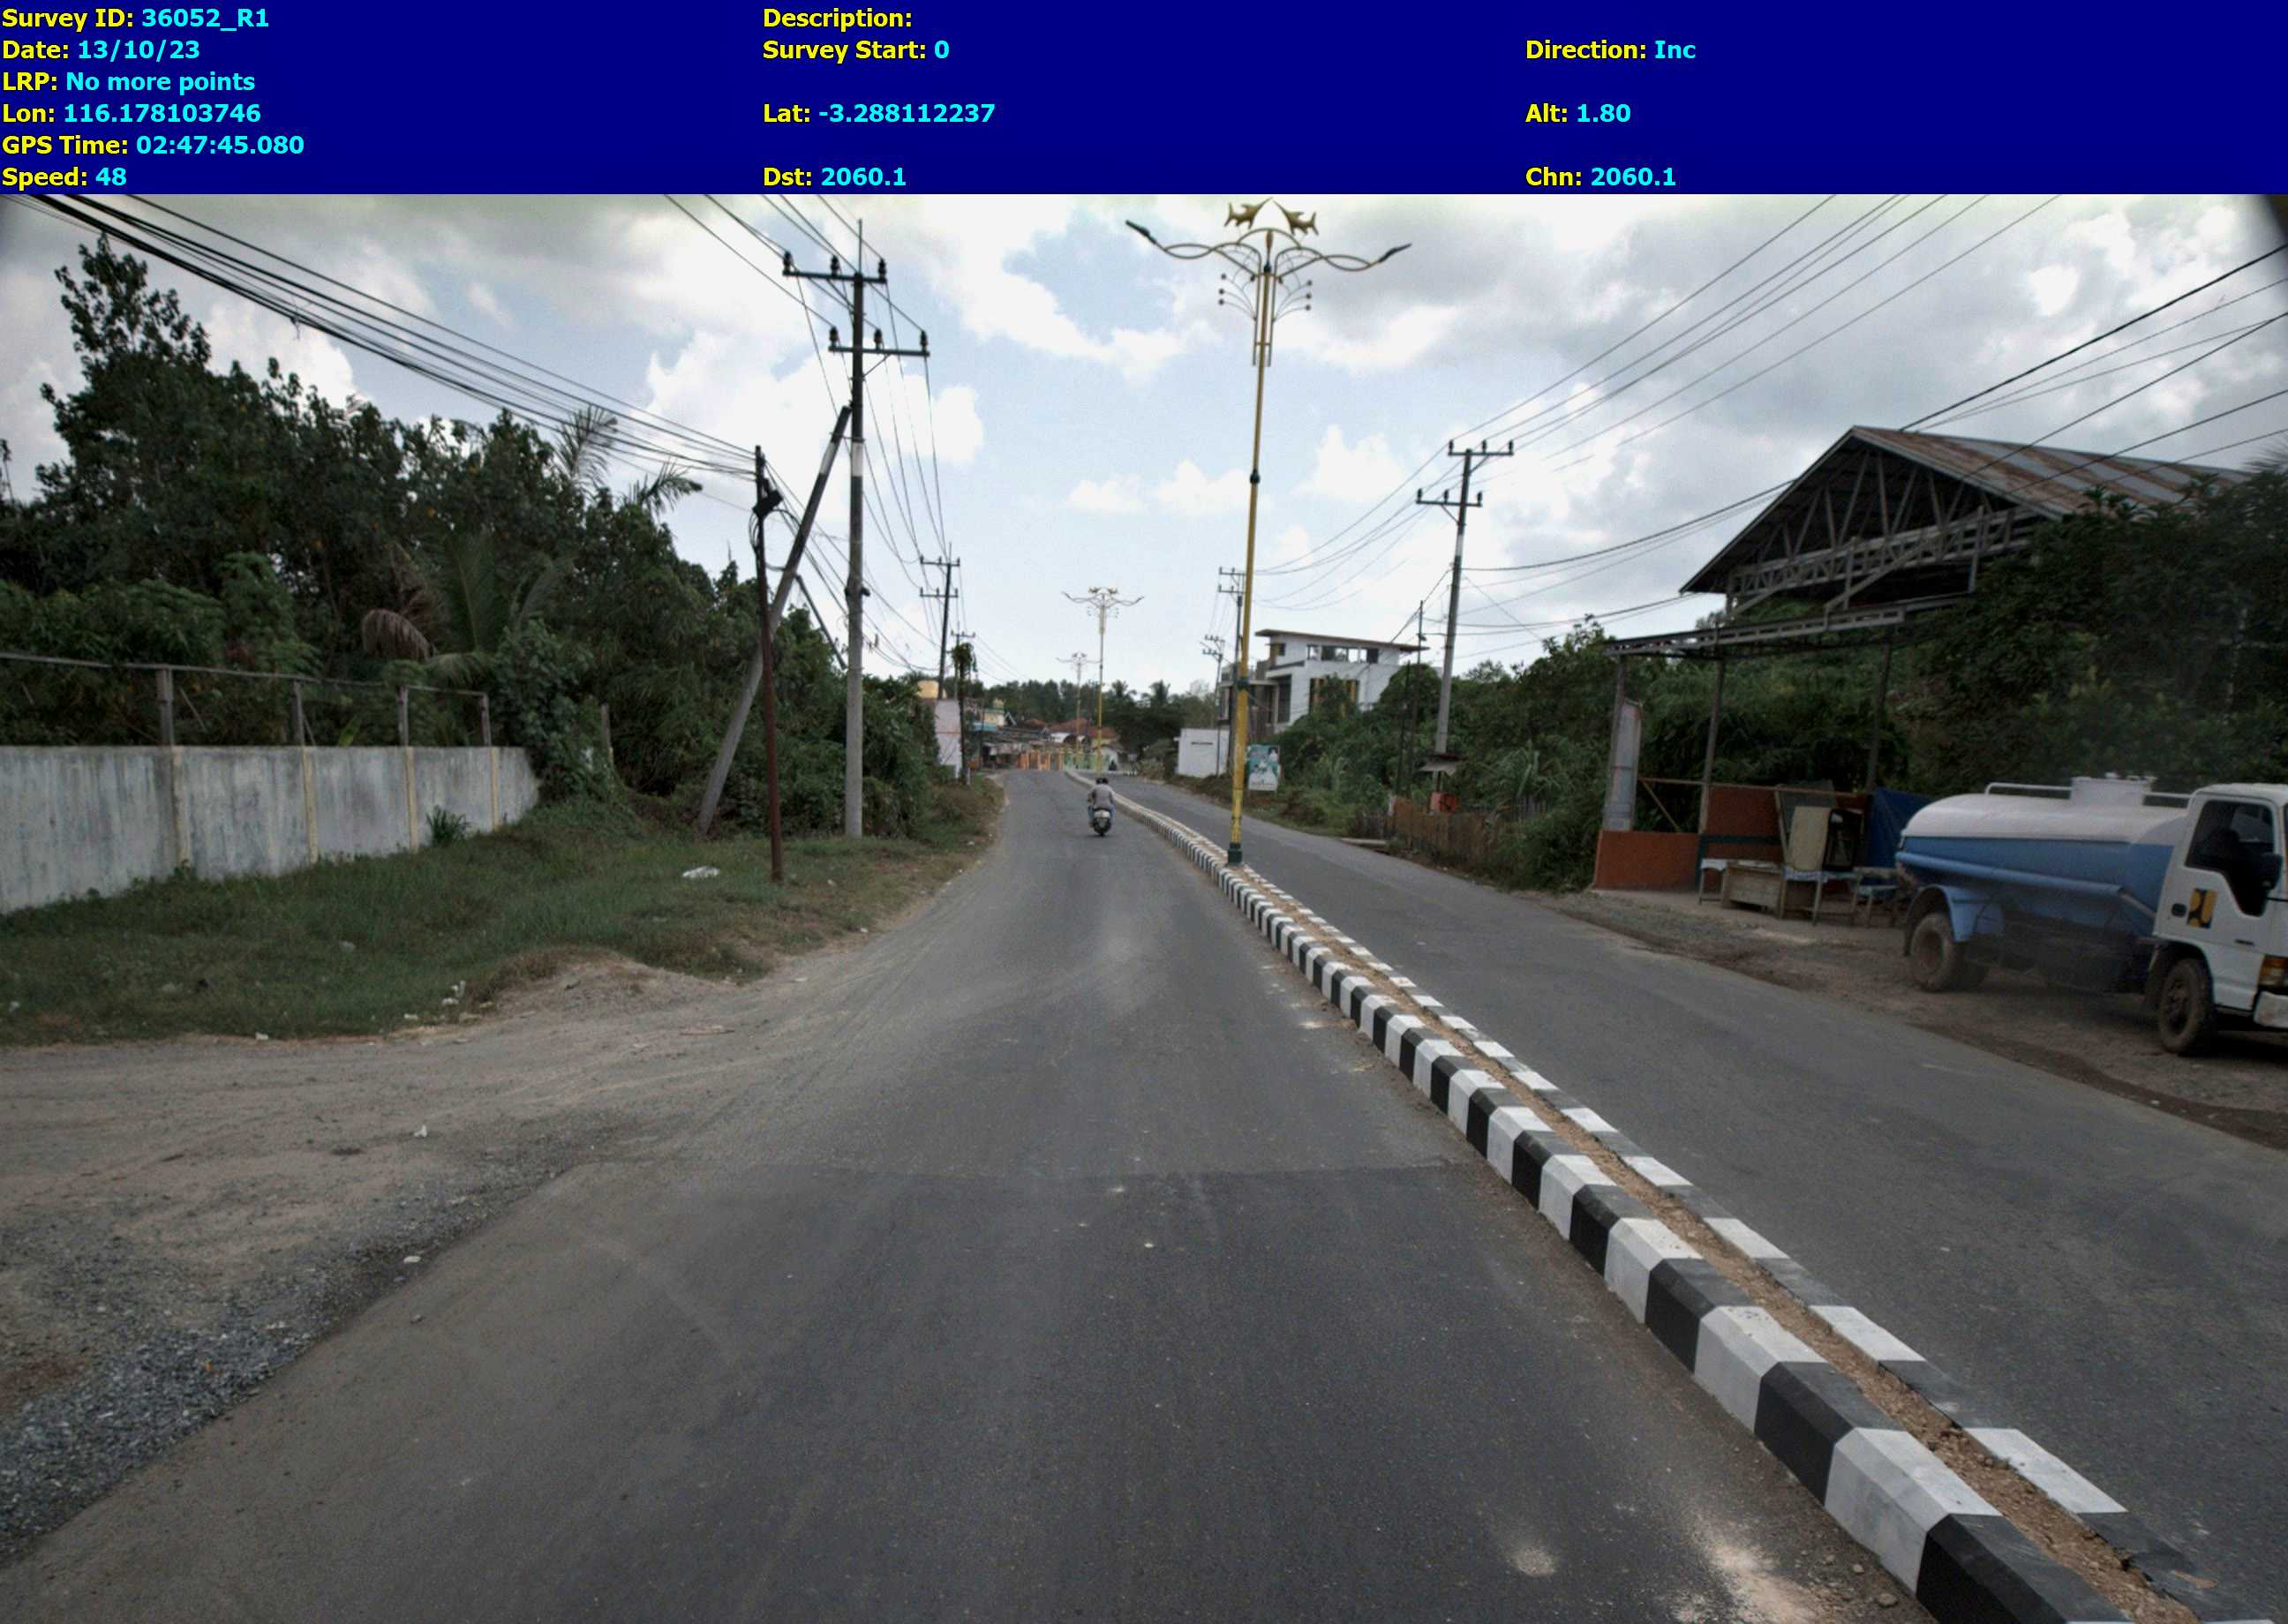 Survey ID: 36052_R1
Description:
Date: 13/10/23
Survey Start: 0
Direction: Inc
LRP: No more points
Lon: 116.178103746
Lat: -3.288112237
Alt: 1.80
GPS Time: 02:47:45.080
Speed: 48
Dst: 2060.1
Chn: 2060.1